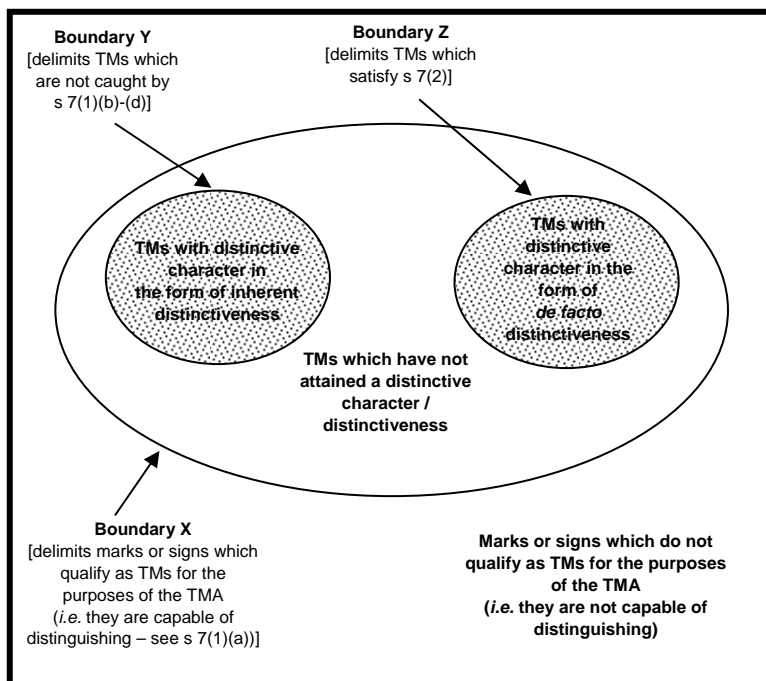 Boundary Y
[delimits TMs which
are not caught by
s 7(1)(b)-(d)]
Boundary Z
[delimits TMs which
satisfy s 7(2)]
TMs with distinctive
character in
the form of inherent
distinctiveness
TMs with
distinctive
character in the
form of
de facto
distinctiveness
TMs which have not
attained a distinctive
character /
distinctiveness
Boundary X
[delimits marks or signs which
qualify as TMs for the
purposes of the TMA
(i.e. they are capable of
distinguishing – see s 7(1)(a))]
Marks or signs which do not
qualify as TMs for the purposes
of the TMA
(i.e. they are not capable of
distinguishing)